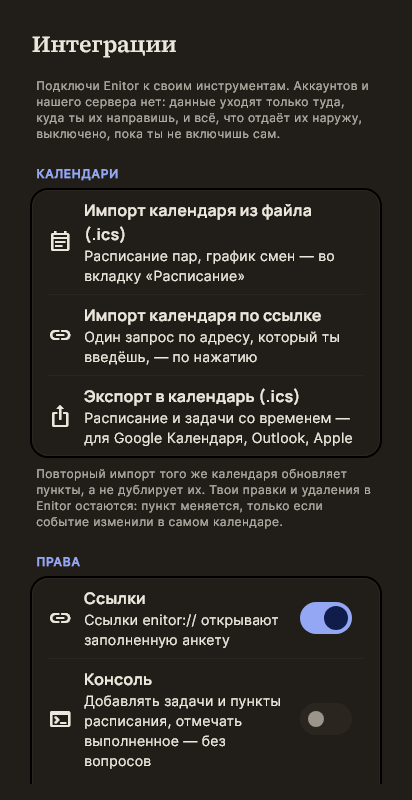 Интеграции
Подключи Enitor к своим инструментам. Аккаунтов и
нашего сервера нет: данные уходят только туда,
куда ты их направишь, и всё, что отдаёт их наружу,
выключено, пока ты не включишь сам.
КАЛЕНДАРИ
Импорт календаря из файла
(.ics)
Расписание пар, график смен — во
вкладку «Расписание»
Импорт календаря по ссылке
Один запрос по адресу, который ты
введёшь, — по нажатию
Экспорт в календарь (.ics)
Расписание и задачи со временем —
для Google Календаря, Outlook, Apple
Повторный импорт того же календаря обновляет
пункты, а не дублирует их. Твои правки и удаления в
Enitor остаются: пункт меняется, только если
событие изменили в самом календаре.
ПРАВА
Ссылки
Ссылки enitor:// открывают
заполненную анкету
Консоль
Добавлять задачи и пункты
расписания, отмечать
выполненное — без
вопросов